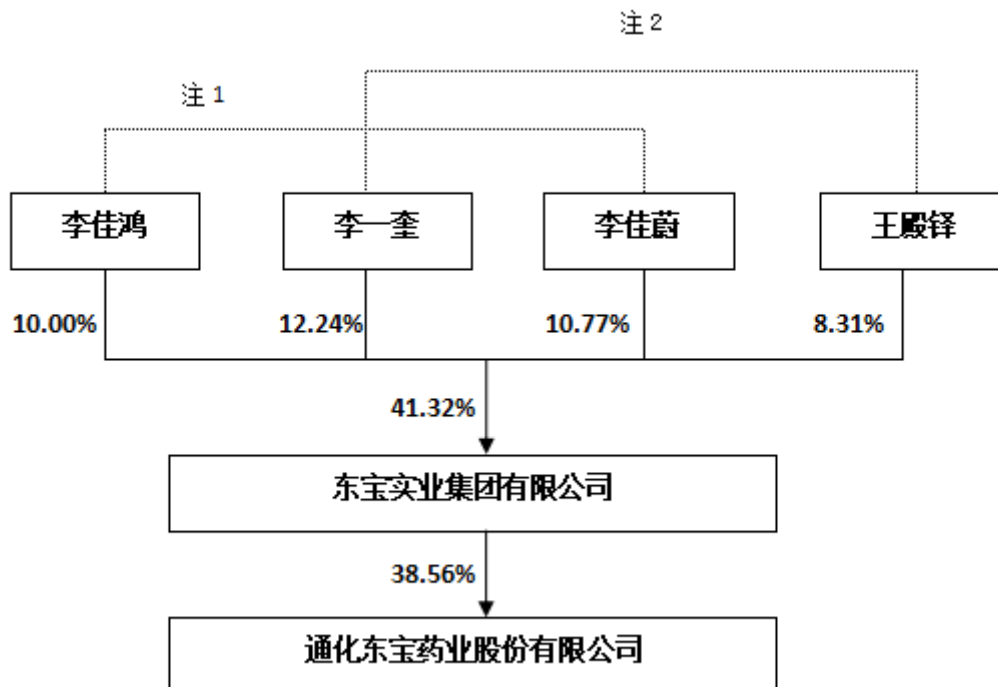 注 2
注 1
李佳鸿
李一奎
李佳蔚
王殿铎
10.00%
12.24%
10.77%
8.31%
41.32%
东宝实业集团有限公司
38.56%
通化东宝药业股份有限公司